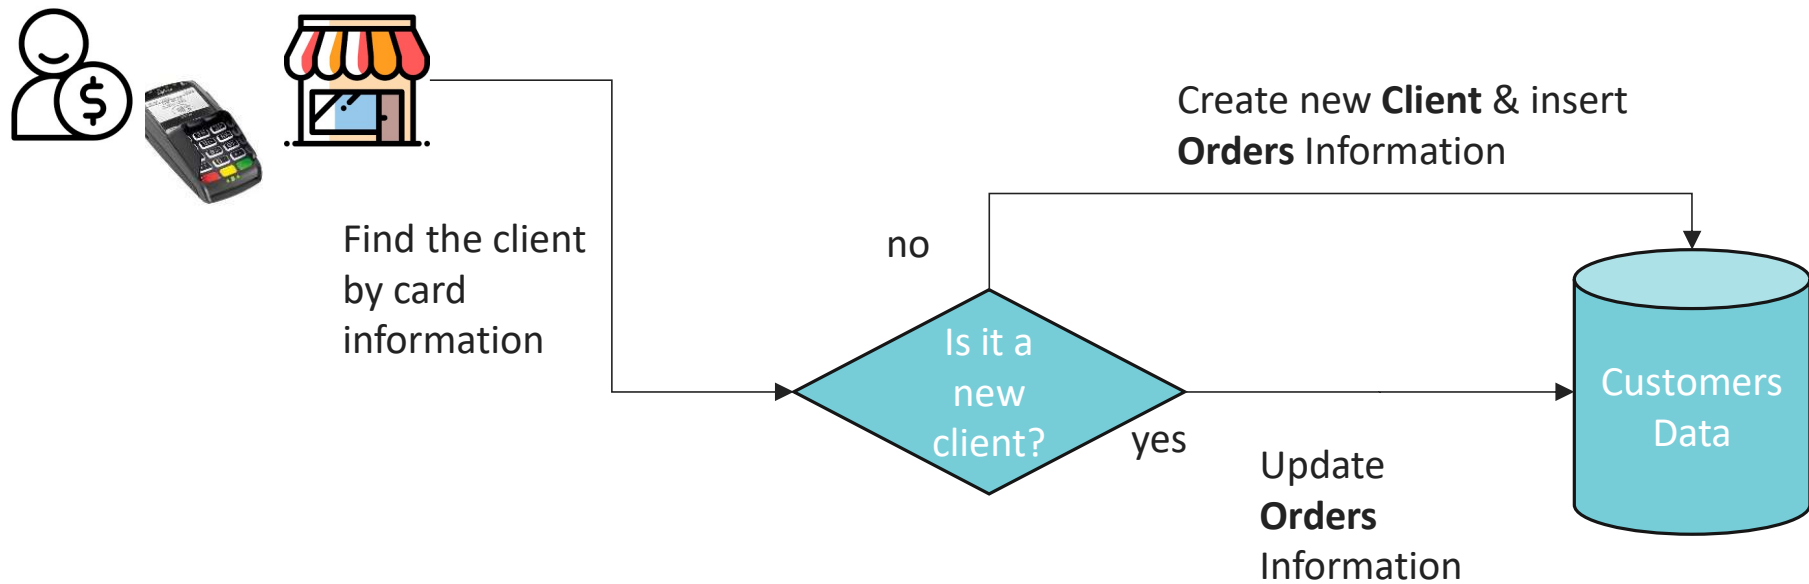 $
Create new Client & insert
Orders Information
Find the client
by card
information
no
Is it a
new
client?
yes
Customers
Data
Update
Orders
Information